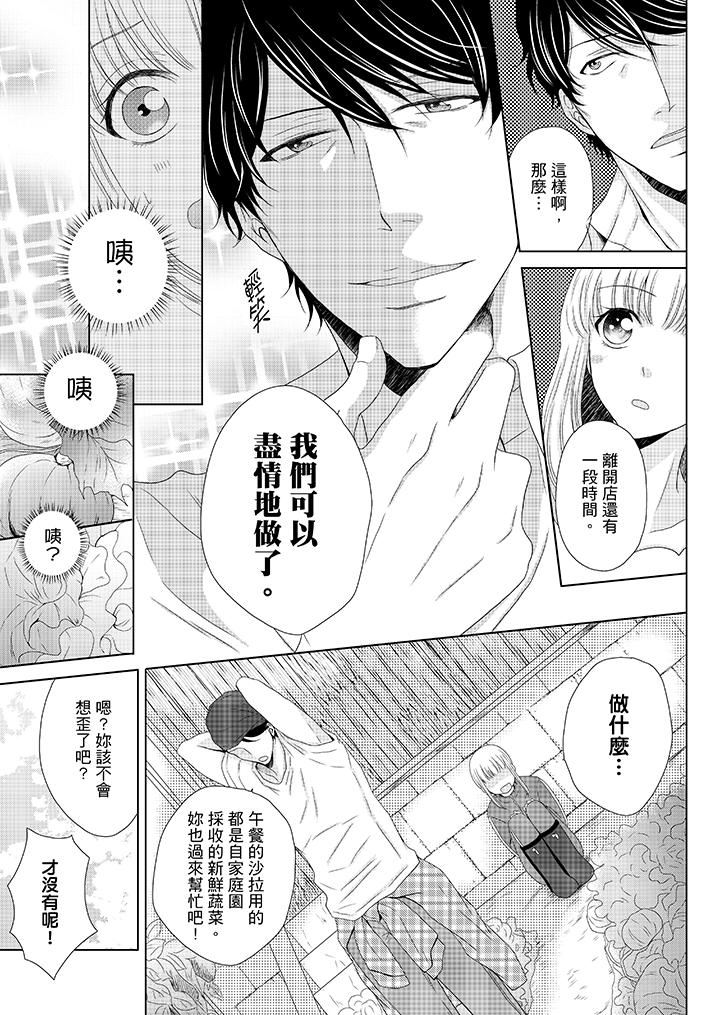 這樣啊，
那麼…
離開店還有
一段時間。
輕笑
我們可以
盡情地做了。
咦…
咦
咦？
做什麼…
午餐的沙拉用的
都是自家庭園
採收的新鮮蔬菜。
妳也過來幫忙吧！
嗯？妳該不會
想歪了吧？
才沒有呢！